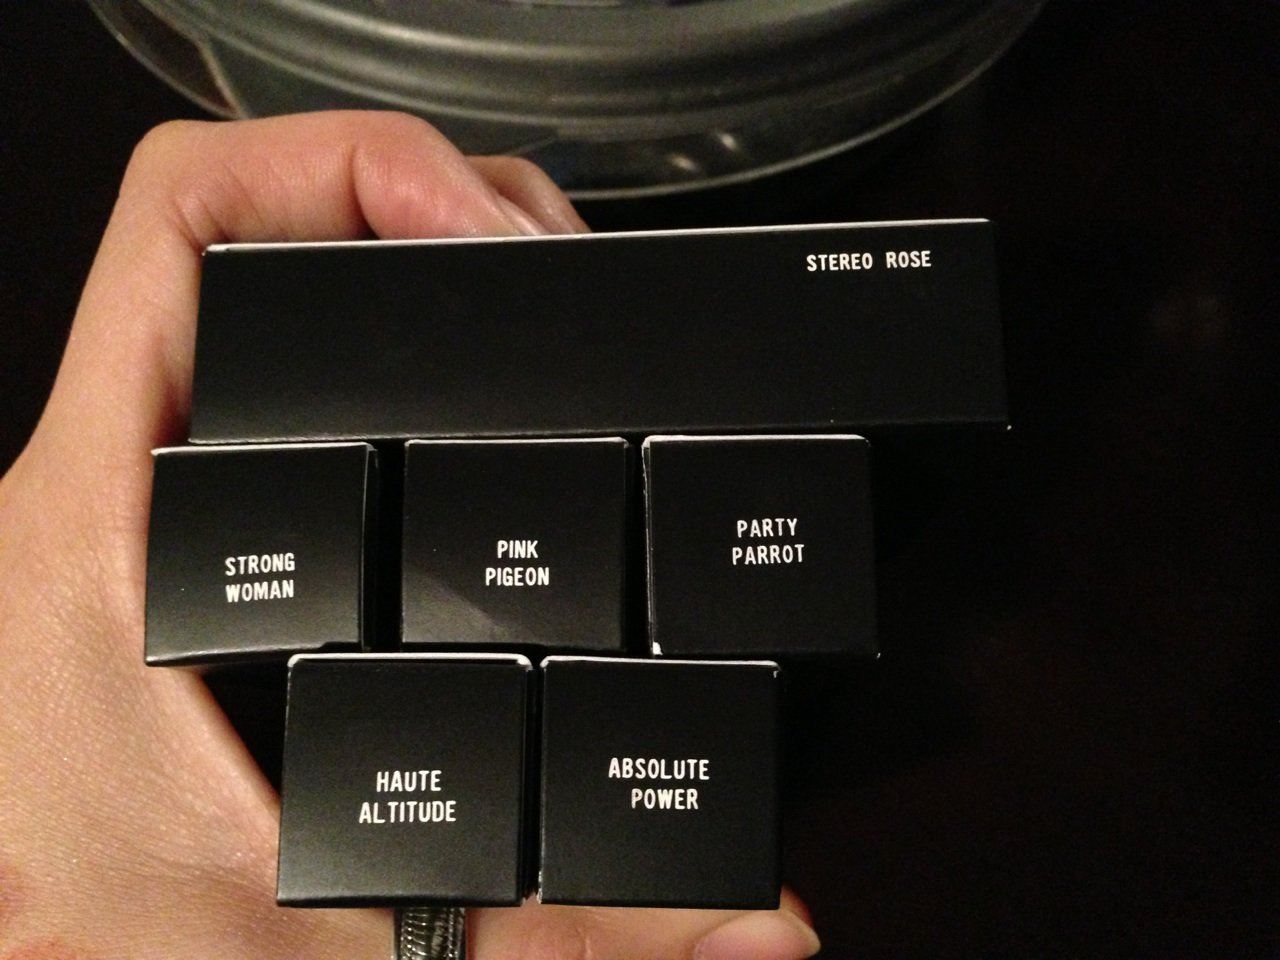 STEREO ROSE
STRONG
WOMAN
PINK
PIGEON
PARTY
PARROT
HAUTE
ALTITUDE
ABSOLUTE
POWER